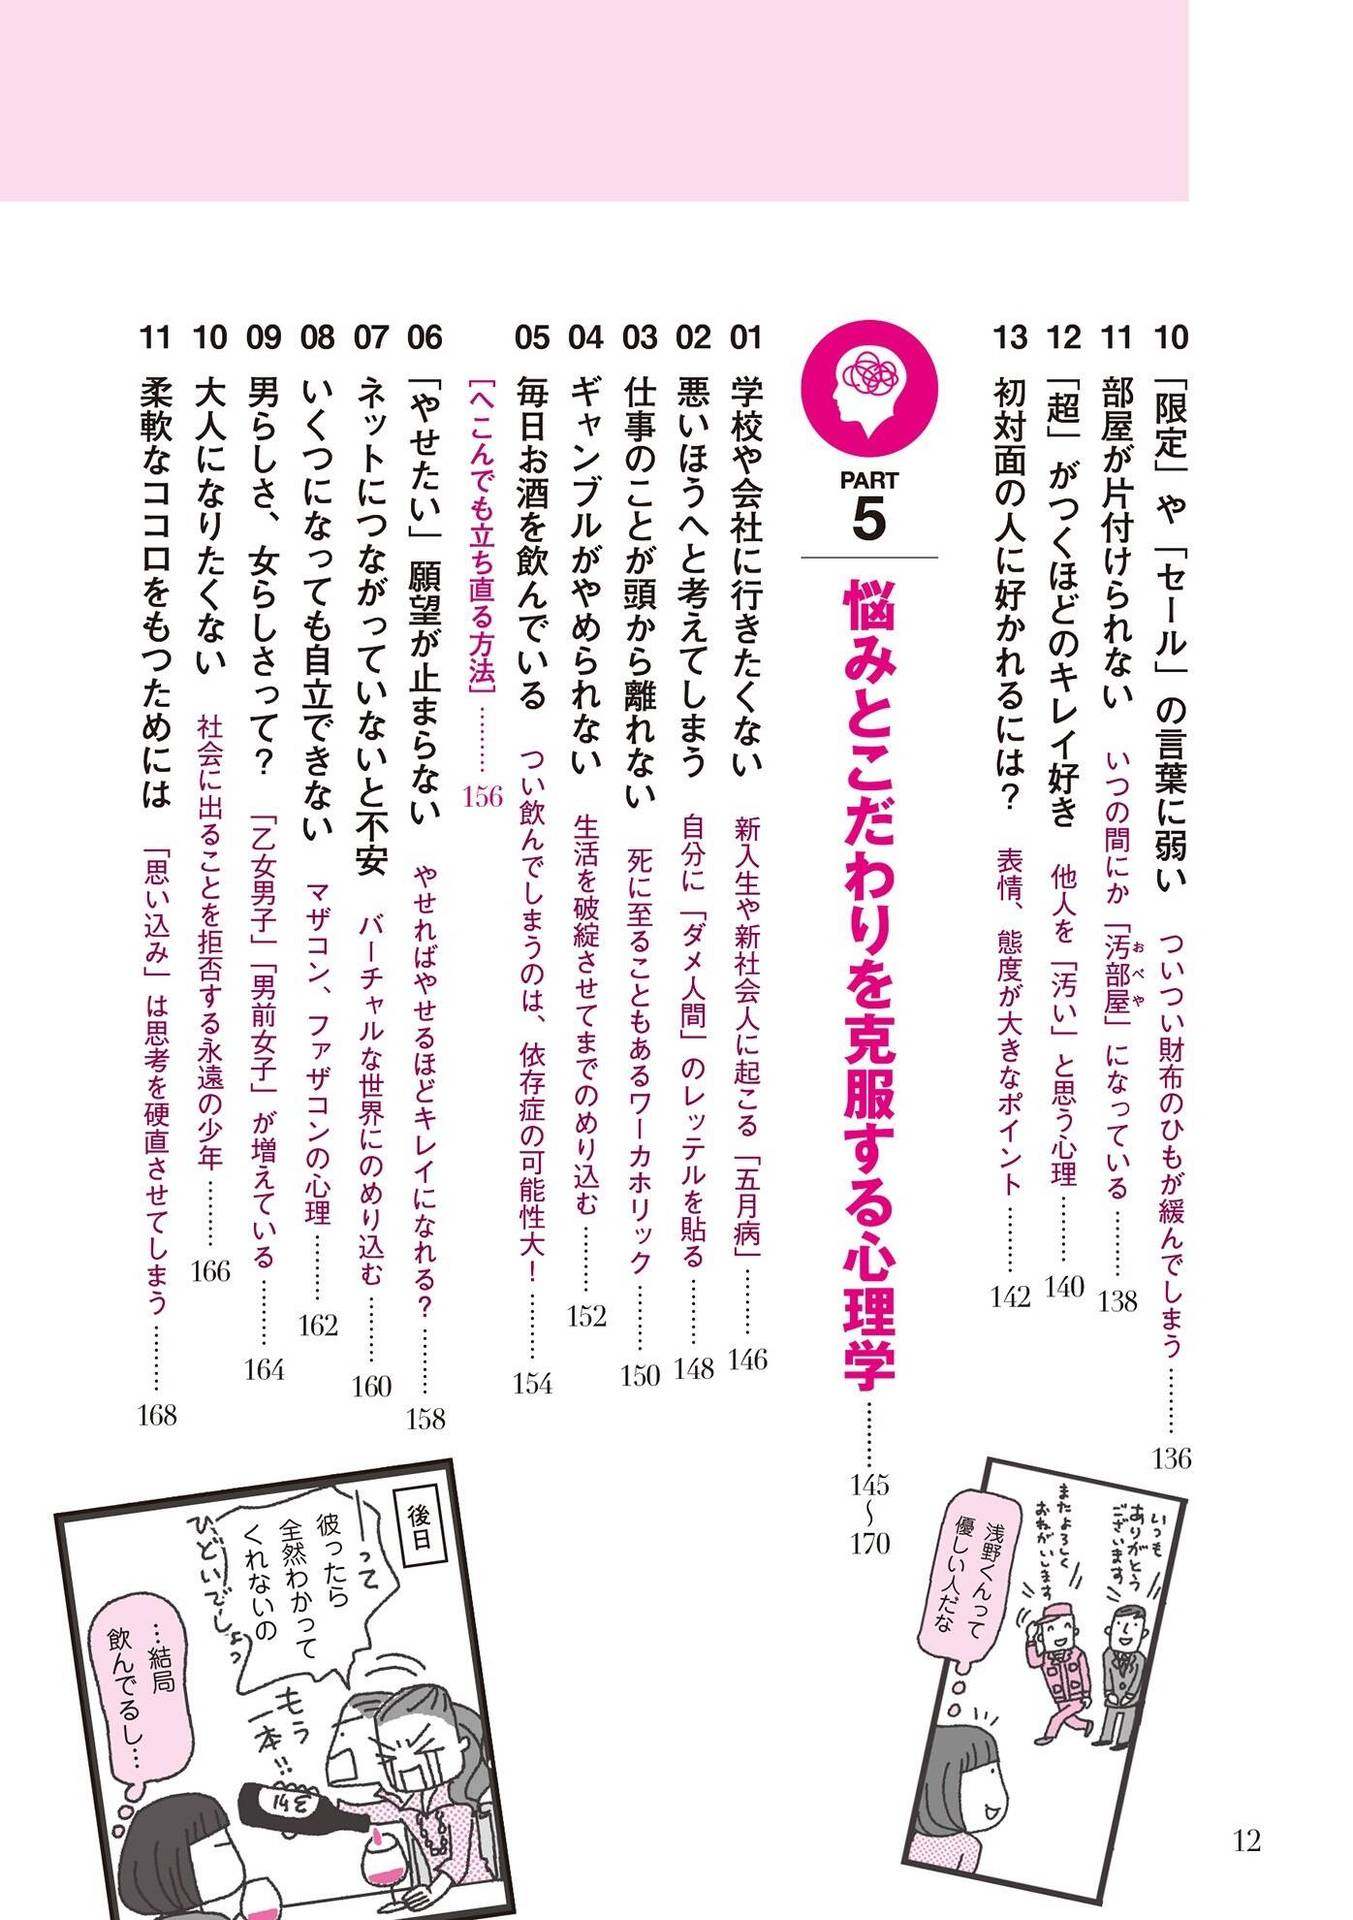 10 「限定」や「セール」の言葉に弱い ついつい財布のひもが緩んでしまう………136
11 部屋が片付けられない いつの間にか「汚部屋(おべや)」になっている………138
12 「超」がつくほどのキレイ好き 他人を「汚い」と思う心理………140
13 初対面の人に好かれるには？ 表情、態度が大きなポイント………142
PART
5
悩みとこだわりを克服する心理学………145〜170
01 学校や会社に行きたくない 新入生や新社会人に起こる「五月病」………146
02 悪いほうへと考えてしまう 自分に「ダメ人間」のレッテルを貼る………148
03 仕事のことが頭から離れない 死に至ることもあるワーカホリック………150
04 ギャンブルがやめられない 生活を破綻させてまでのめり込む………152
05 毎日お酒を飲んでいる つい飲んでしまうのは、依存症の可能性大！………154
［へこんでも立ち直る方法］………156
06 「やせたい」願望が止まらない やせればやせるほどキレイになれる？………158
07 ネットにつながっていないと不安 バーチャルな世界にのめり込む………160
08 いくつになっても自立できない マザコン、ファザコンの心理………162
09 男らしさ、女らしさって？ 「乙女男子」「男前女子」が増えている………164
10 大人になりたくない 社会に出ることを拒否する永遠の少年………166
11 柔軟なココロをもつためには 「思い込み」は思考を硬直させてしまう………168
いつも
ありがとう
ございます
またよろしく
おねがいします
浅野くんって
優しい人だな
後日
ーって
彼ったら
全然わかって
くれないの
ひどいでしょっ
もう
一本!!
…結局
飲んでるし…
12